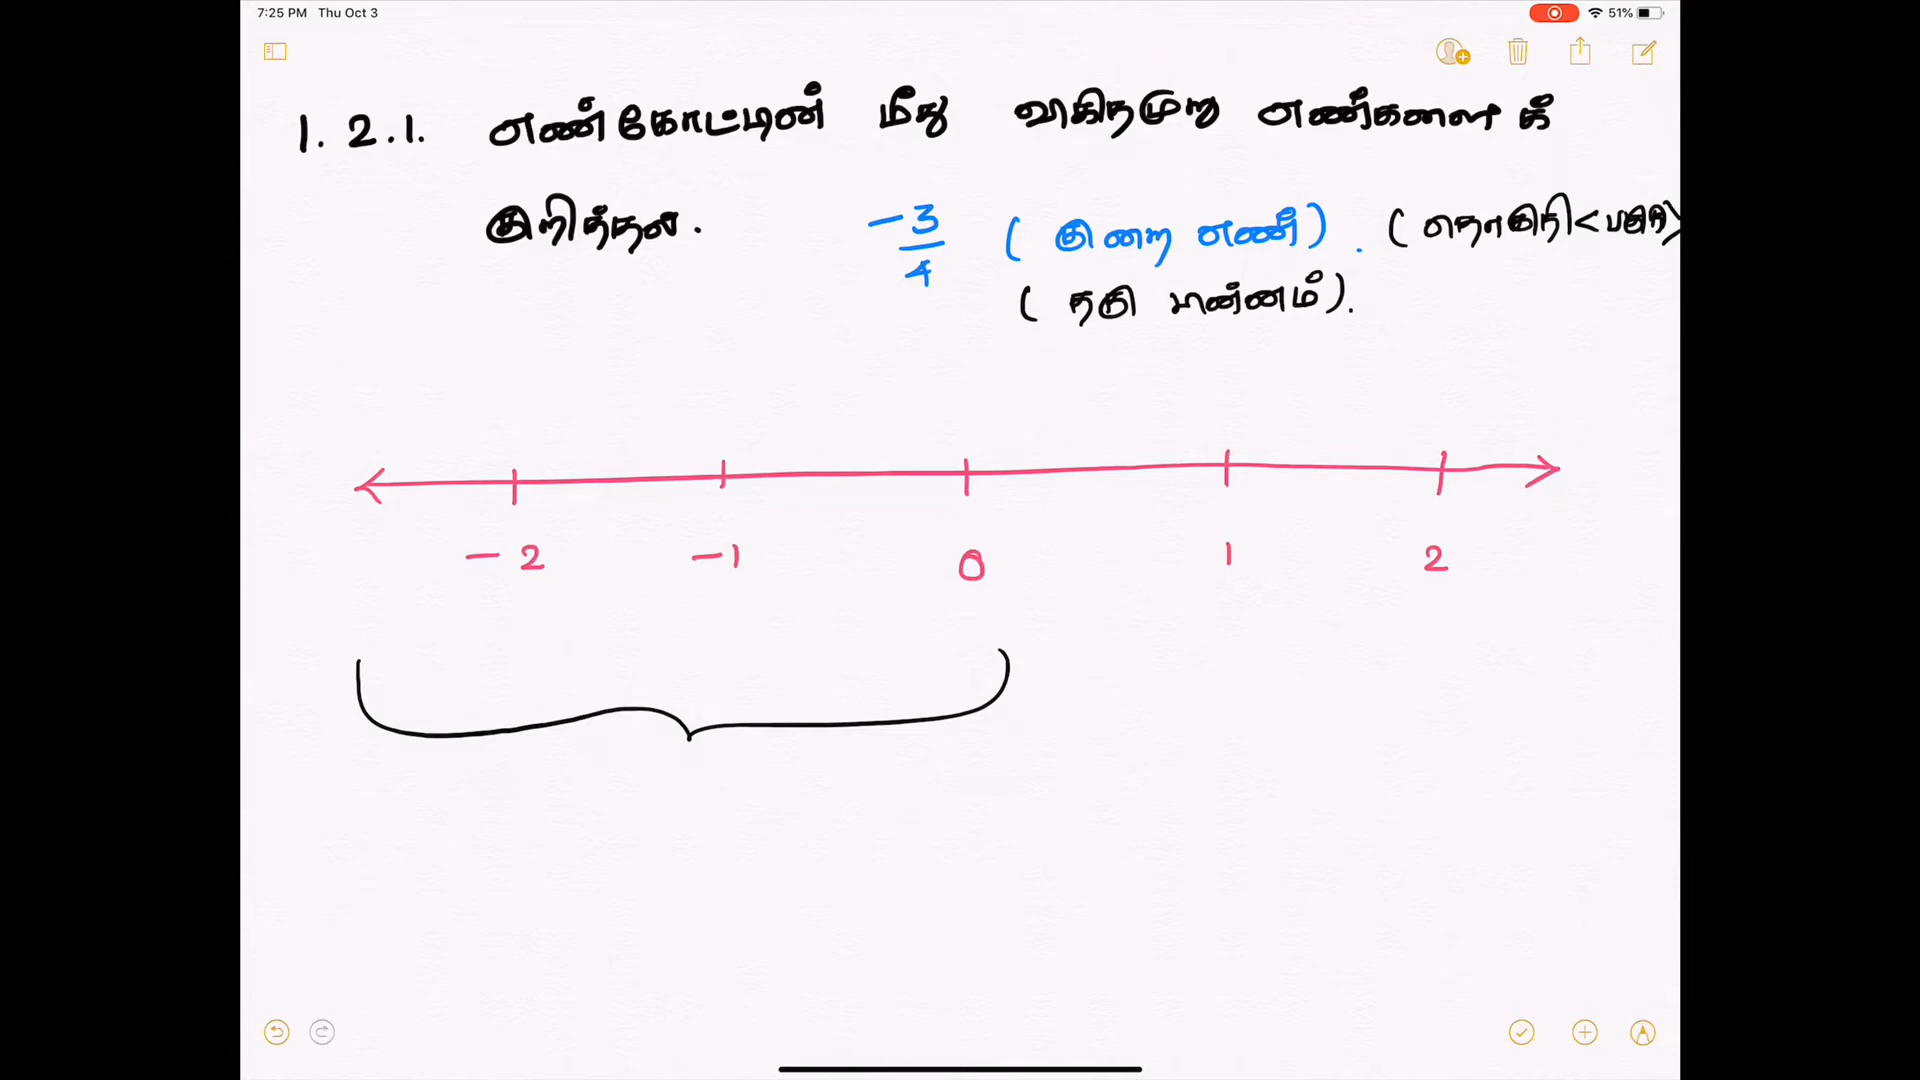 7:25 PM Thu Oct 3
51%
1.2.1. எண்கோட்டின் மீது விகிதமுறு எண்களைக்
குறித்தல்.
-3/4 (குறை எண்). (தொகுதி<பகுதி)
(தகு பின்னம்).
-2 -1 0 1 2